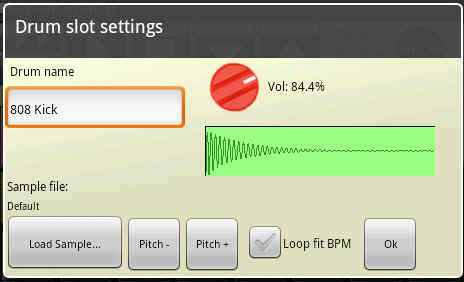 Drum slot settings
Drum name
808 Kick
Vol: 84.4%
Sample file:
Default
Load Sample...
Pitch -
Pitch +
Loop fit BPM
Ok